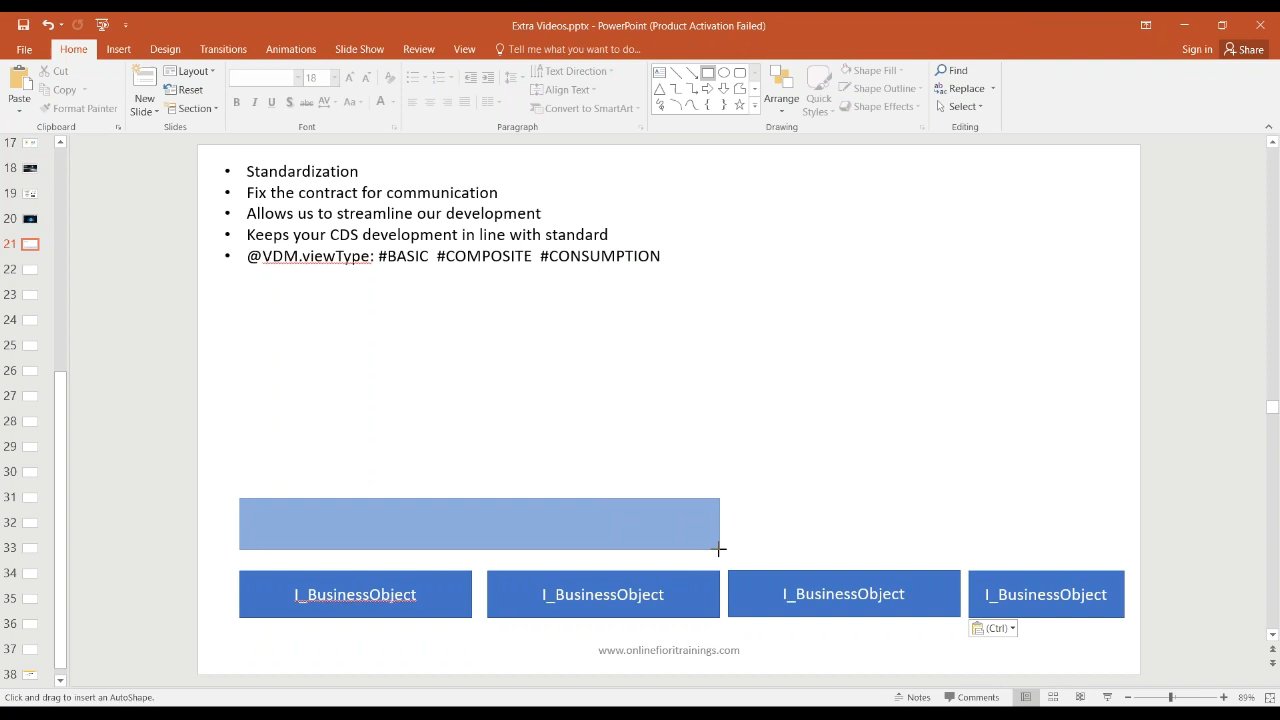 Extra Videos.pptx - PowerPoint (Product Activation Failed)
File Home Insert Design Transitions Animations Slide Show Review View Tell me what you want to do... Sign in Share
Paste Cut Copy Format Painter Clipboard
New Slide Layout Reset Section Slides
18 B I U S abc AV Aa A Font
Text Direction Align Text Convert to SmartArt Paragraph
Arrange Quick Styles Shape Fill Shape Outline Shape Effects Drawing
Find Replace Select Editing
17
18
19
20
21
22
23
24
25
26
27
28
29
30
31
32
33
34
35
36
37
38
• Standardization
• Fix the contract for communication
• Allows us to streamline our development
• Keeps your CDS development in line with standard
• @VDM.viewType: #BASIC #COMPOSITE #CONSUMPTION
I_BusinessObject I_BusinessObject I_BusinessObject I_BusinessObject
(Ctrl)
www.onlinefioritrainings.com
Click and drag to insert an AutoShape. Notes Comments 89%